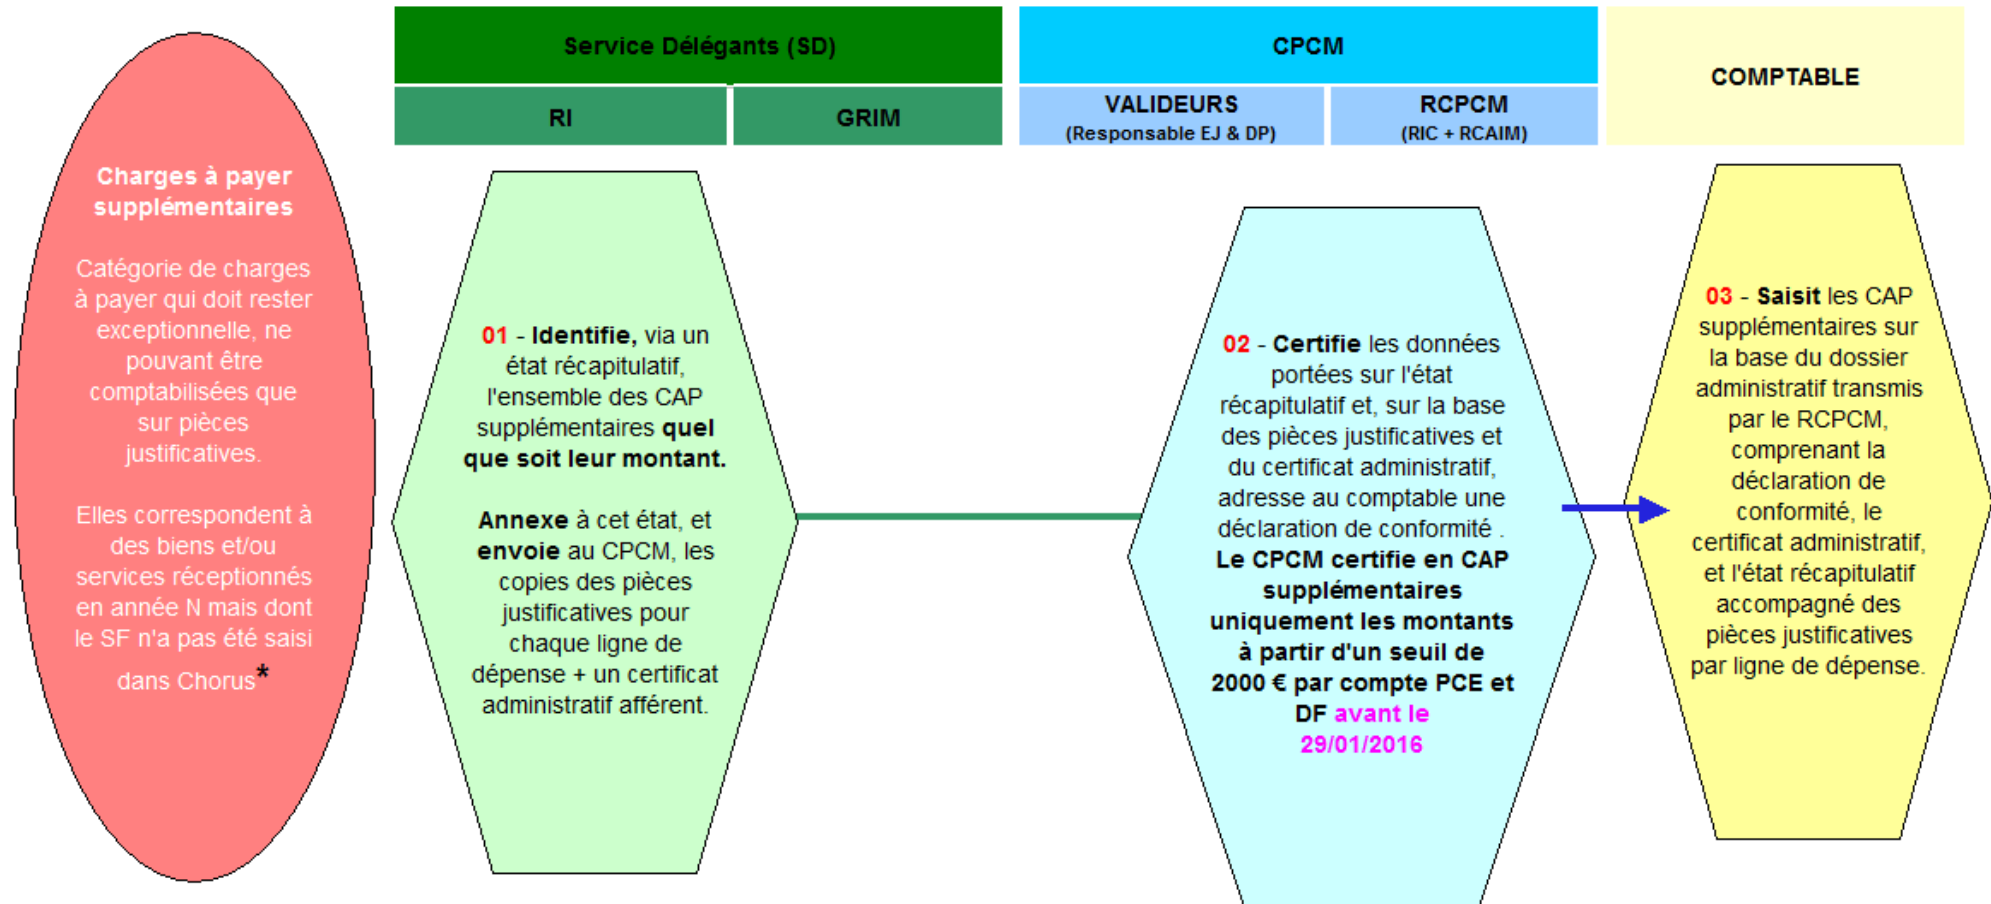 Service Délégants (SD)
CPCM
COMPTABLE
RI
GRIM
VALIDEURS
(Responsable EJ & DP)
RCPCM
(RIC + RCAIM)
Charges à payer
supplémentaires
Catégorie de charges
à payer qui doit rester
exceptionnelle, ne
pouvant être
comptabilisées que
sur pièces
justificatives.
Elles correspondent à
des biens et/ou
services réceptionnés
en année N mais dont
le SF n'a pas été saisi
dans Chorus*
01 - Identifie, via un
état récapitulatif,
l'ensemble des CAP
supplémentaires quel
que soit leur montant.
Annexe à cet état, et
envoie au CPCM, les
copies des pièces
justificatives pour
chaque ligne de
dépense + un certificat
administratif afférent.
02 - Certifie les données
portées sur l'état
récapitulatif et, sur la base
des pièces justificatives et
du certificat administratif,
adresse au comptable une
déclaration de conformité .
Le CPCM certifie en CAP
supplémentaires
uniquement les montants
à partir d'un seuil de
2000 € par compte PCE et
DF avant le
29/01/2016
03 - Saisit les CAP
supplémentaires sur
la base du dossier
administratif transmis
par le RCPCM,
comprenant la
déclaration de
conformité, le
certificat administratif,
et l'état récapitulatif
accompagné des
pièces justificatives
par ligne de dépense.